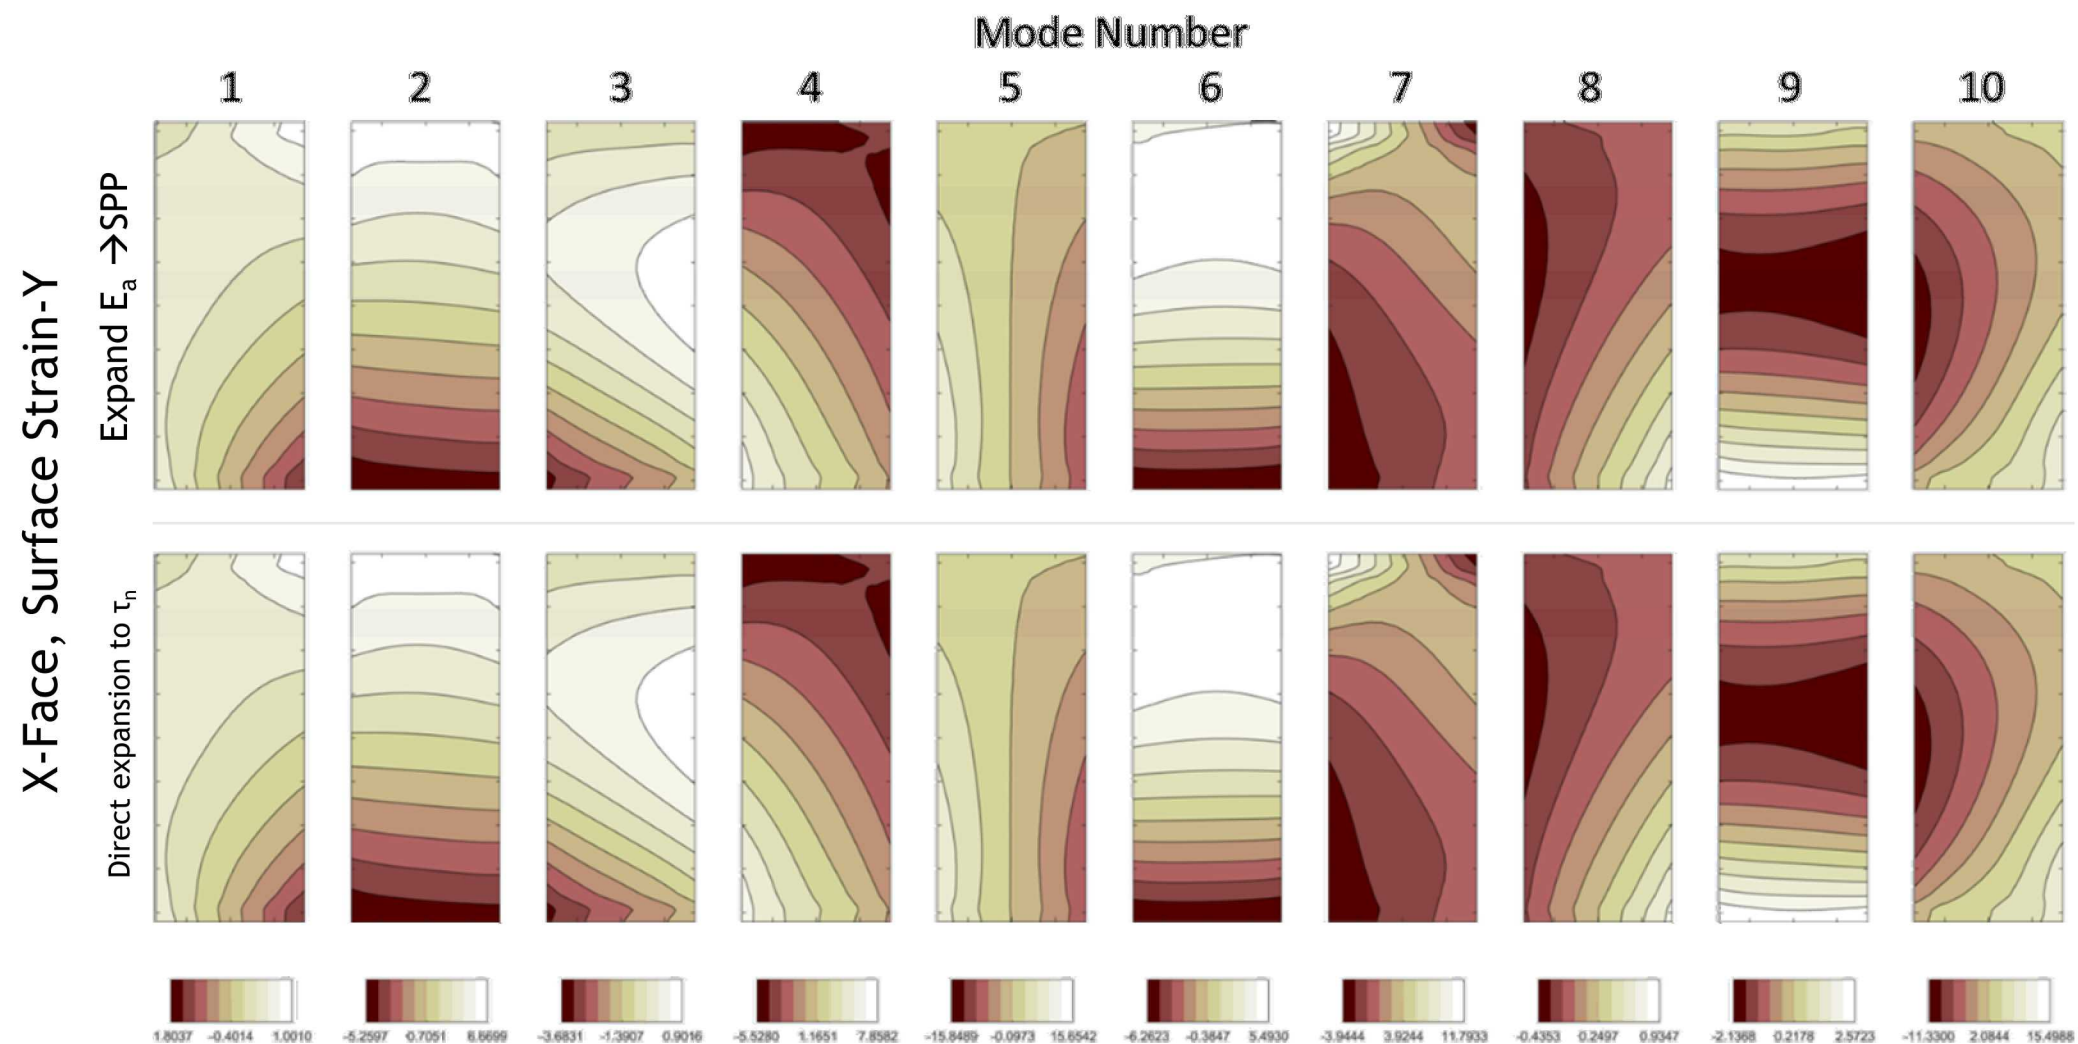 Mode Number
1 2 3 4 5 6 7 8 9 10
X-Face, Surface Strain-Y
Expand Ea →SPP
Direct expansion to τn
1.8037 -0.4014 1.0010
-5.2597 0.7051 6.6699
-3.6831 -1.3907 0.9016
-5.5280 1.1651 7.8582
-15.8489 -0.0973 15.6542
-6.2623 -0.3847 5.4930
-3.9444 3.9244 11.7933
-0.4353 0.2497 0.9347
-2.1368 0.2178 2.5723
-11.3300 2.0844 15.4988